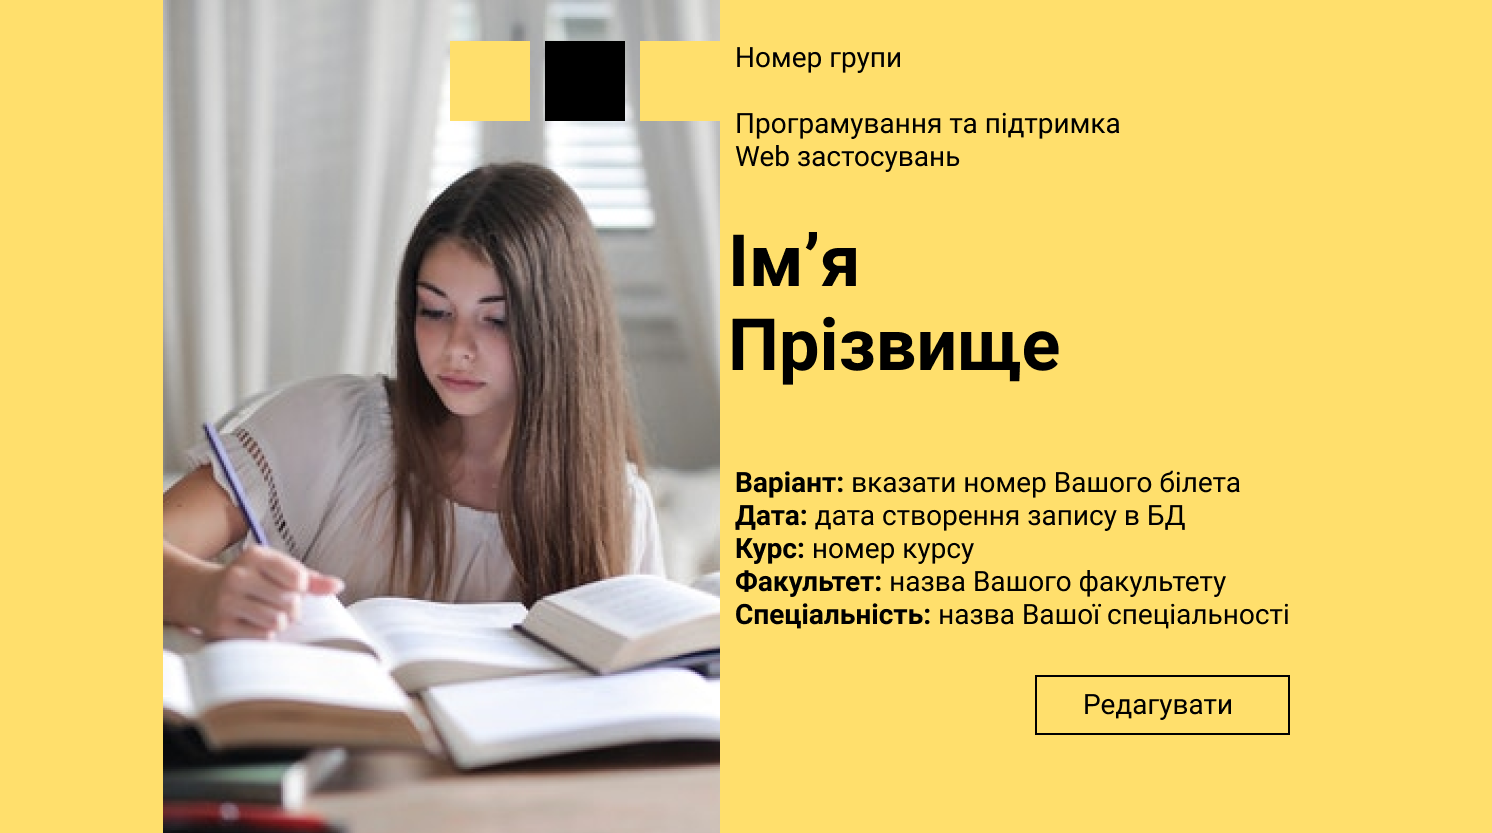 Номер групи
Програмування та підтримка
Web застосувань
Ім’я
Прізвище
Варіант: вказати номер Вашого білета
Дата: дата створення запису в БД
Курс: номер курсу
Факультет: назва Вашого факультету
Спеціальність: назва Вашої спеціальності
Редагувати